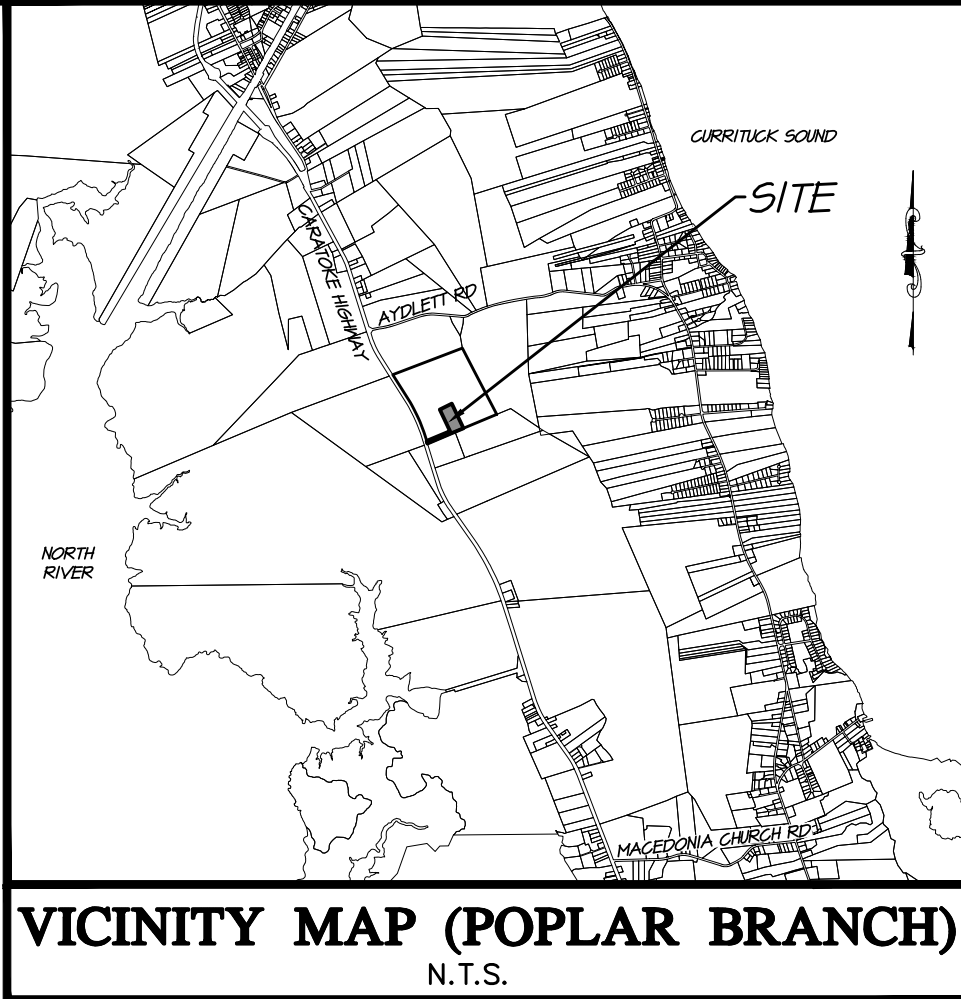 CURRITUCK SOUND
SITE
CARATOKE HIGHWAY
AYDLETT RD
NORTH
RIVER
MACEDONIA CHURCH RD
VICINITY MAP (POPLAR BRANCH)
N.T.S.